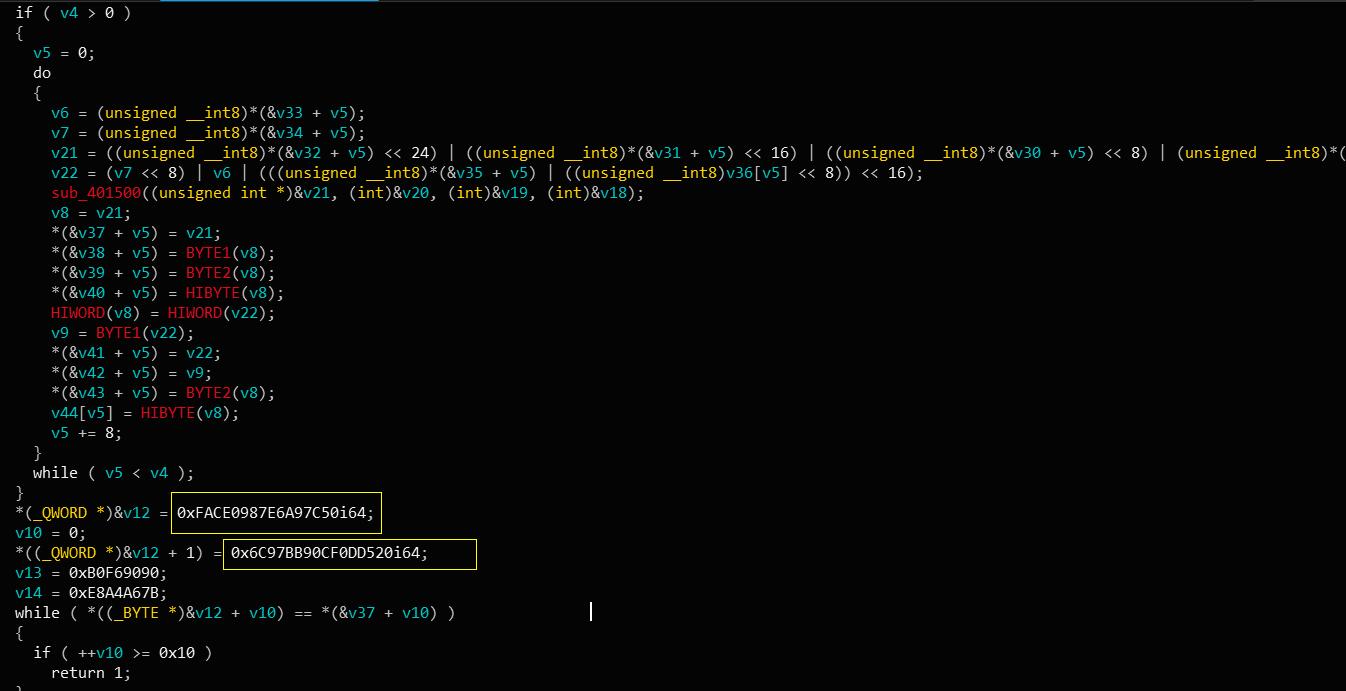 if ( v4 > 0 )
{
  v5 = 0;
  do
  {
    v6 = (unsigned __int8)*(&v33 + v5);
    v7 = (unsigned __int8)*(&v34 + v5);
    v21 = ((unsigned __int8)*(&v32 + v5) << 24) | ((unsigned __int8)*(&v31 + v5) << 16) | ((unsigned __int8)*(&v30 + v5) << 8) | (unsigned __int8)*(
    v22 = (v7 << 8) | v6 | (((unsigned __int8)*(&v35 + v5) | ((unsigned __int8)v36[v5] << 8)) << 16);
    sub_401500((unsigned int *)&v21, (int)&v20, (int)&v19, (int)&v18);
    v8 = v21;
    *(&v37 + v5) = v21;
    *(&v38 + v5) = BYTE1(v8);
    *(&v39 + v5) = BYTE2(v8);
    *(&v40 + v5) = HIBYTE(v8);
    HIWORD(v8) = HIWORD(v22);
    v9 = BYTE1(v22);
    *(&v41 + v5) = v22;
    *(&v42 + v5) = v9;
    *(&v43 + v5) = BYTE2(v8);
    v44[v5] = HIBYTE(v8);
    v5 += 8;
  }
  while ( v5 < v4 );
}
*(_QWORD *)&v12 = 0xFACE0987E6A97C50i64;
v10 = 0;
*((_QWORD *)&v12 + 1) = 0x6C97BB90CF0DD520i64;
v13 = 0xB0F69090;
v14 = 0xE8A4A67B;
while ( *((_BYTE *)&v12 + v10) == *(&v37 + v10) )
{
  if ( ++v10 >= 0x10 )
    return 1;
}